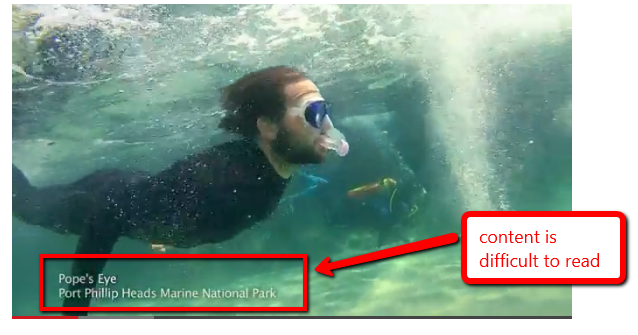 content is
difficult to read
Pope's Eye
Port Phillip Heads Marine National Park